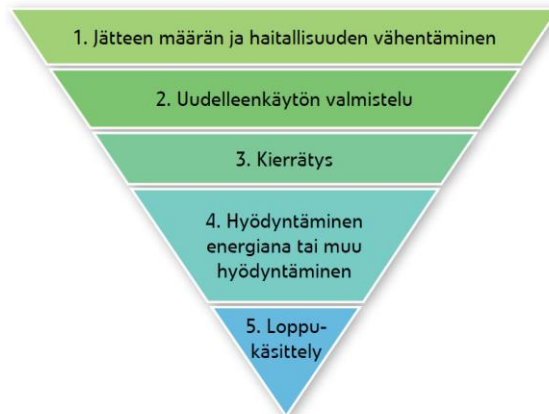 1. Jätteen määrän ja haitallisuuden vähentäminen
2. Uudelleenkäytön valmistelu
3. Kierrätys
4. Hyödyntäminen
energiana tai muu
hyödyntäminen
5. Loppu-
käsittely